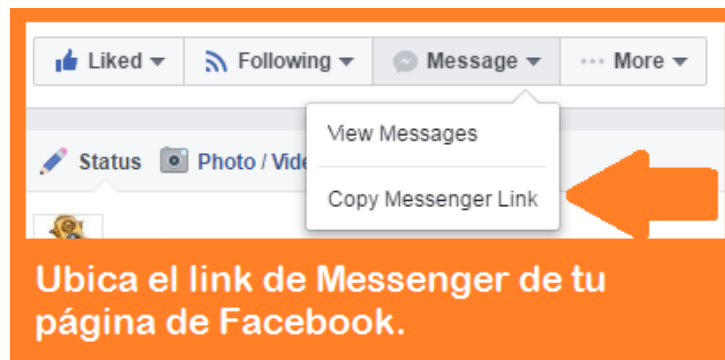 Liked Following Message More
View Messages
Status Photo / Vide
Copy Messenger Link
Ubica el link de Messenger de tu
página de Facebook.